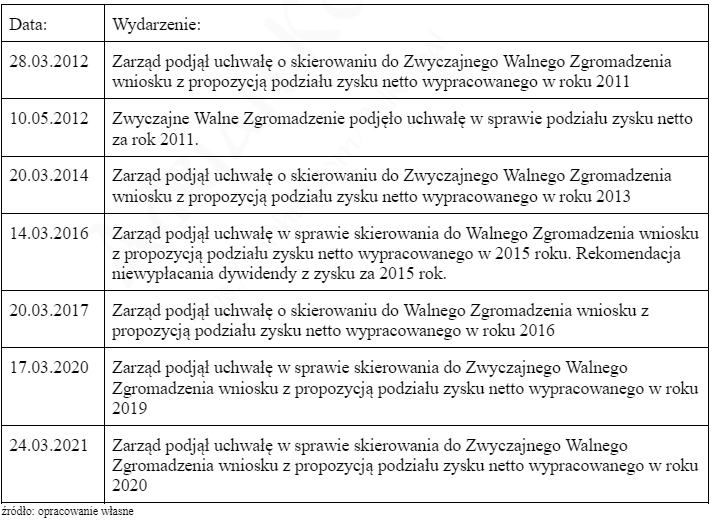 Data: Wydarzenie:
28.03.2012 Zarząd podjął uchwałę o skierowaniu do Zwyczajnego Walnego Zgromadzenia
wniosku z propozycją podziału zysku netto wypracowanego w roku 2011
10.05.2012 Zwyczajne Walne Zgromadzenie podjęło uchwałę w sprawie podziału zysku netto
za rok 2011.
20.03.2014 Zarząd podjął uchwałę o skierowaniu do Zwyczajnego Walnego Zgromadzenia
wniosku z propozycją podziału zysku netto wypracowanego w roku 2013
14.03.2016 Zarząd podjął uchwałę w sprawie skierowania do Walnego Zgromadzenia wniosku
z propozycją podziału zysku netto wypracowanego w 2015 roku. Rekomendacja
niewypłacania dywidendy z zysku za 2015 rok.
20.03.2017 Zarząd podjął uchwałę o skierowaniu do Walnego Zgromadzenia wniosku z
propozycją podziału zysku netto wypracowanego w roku 2016
17.03.2020 Zarząd podjął uchwałę w sprawie skierowania do Zwyczajnego Walnego
Zgromadzenia wniosku z propozycją podziału zysku netto wypracowanego w roku
2019
24.03.2021 Zarząd podjął uchwałę w sprawie skierowania do Zwyczajnego Walnego
Zgromadzenia wniosku z propozycją podziału zysku netto wypracowanego w roku
2020
źródło: opracowanie własne